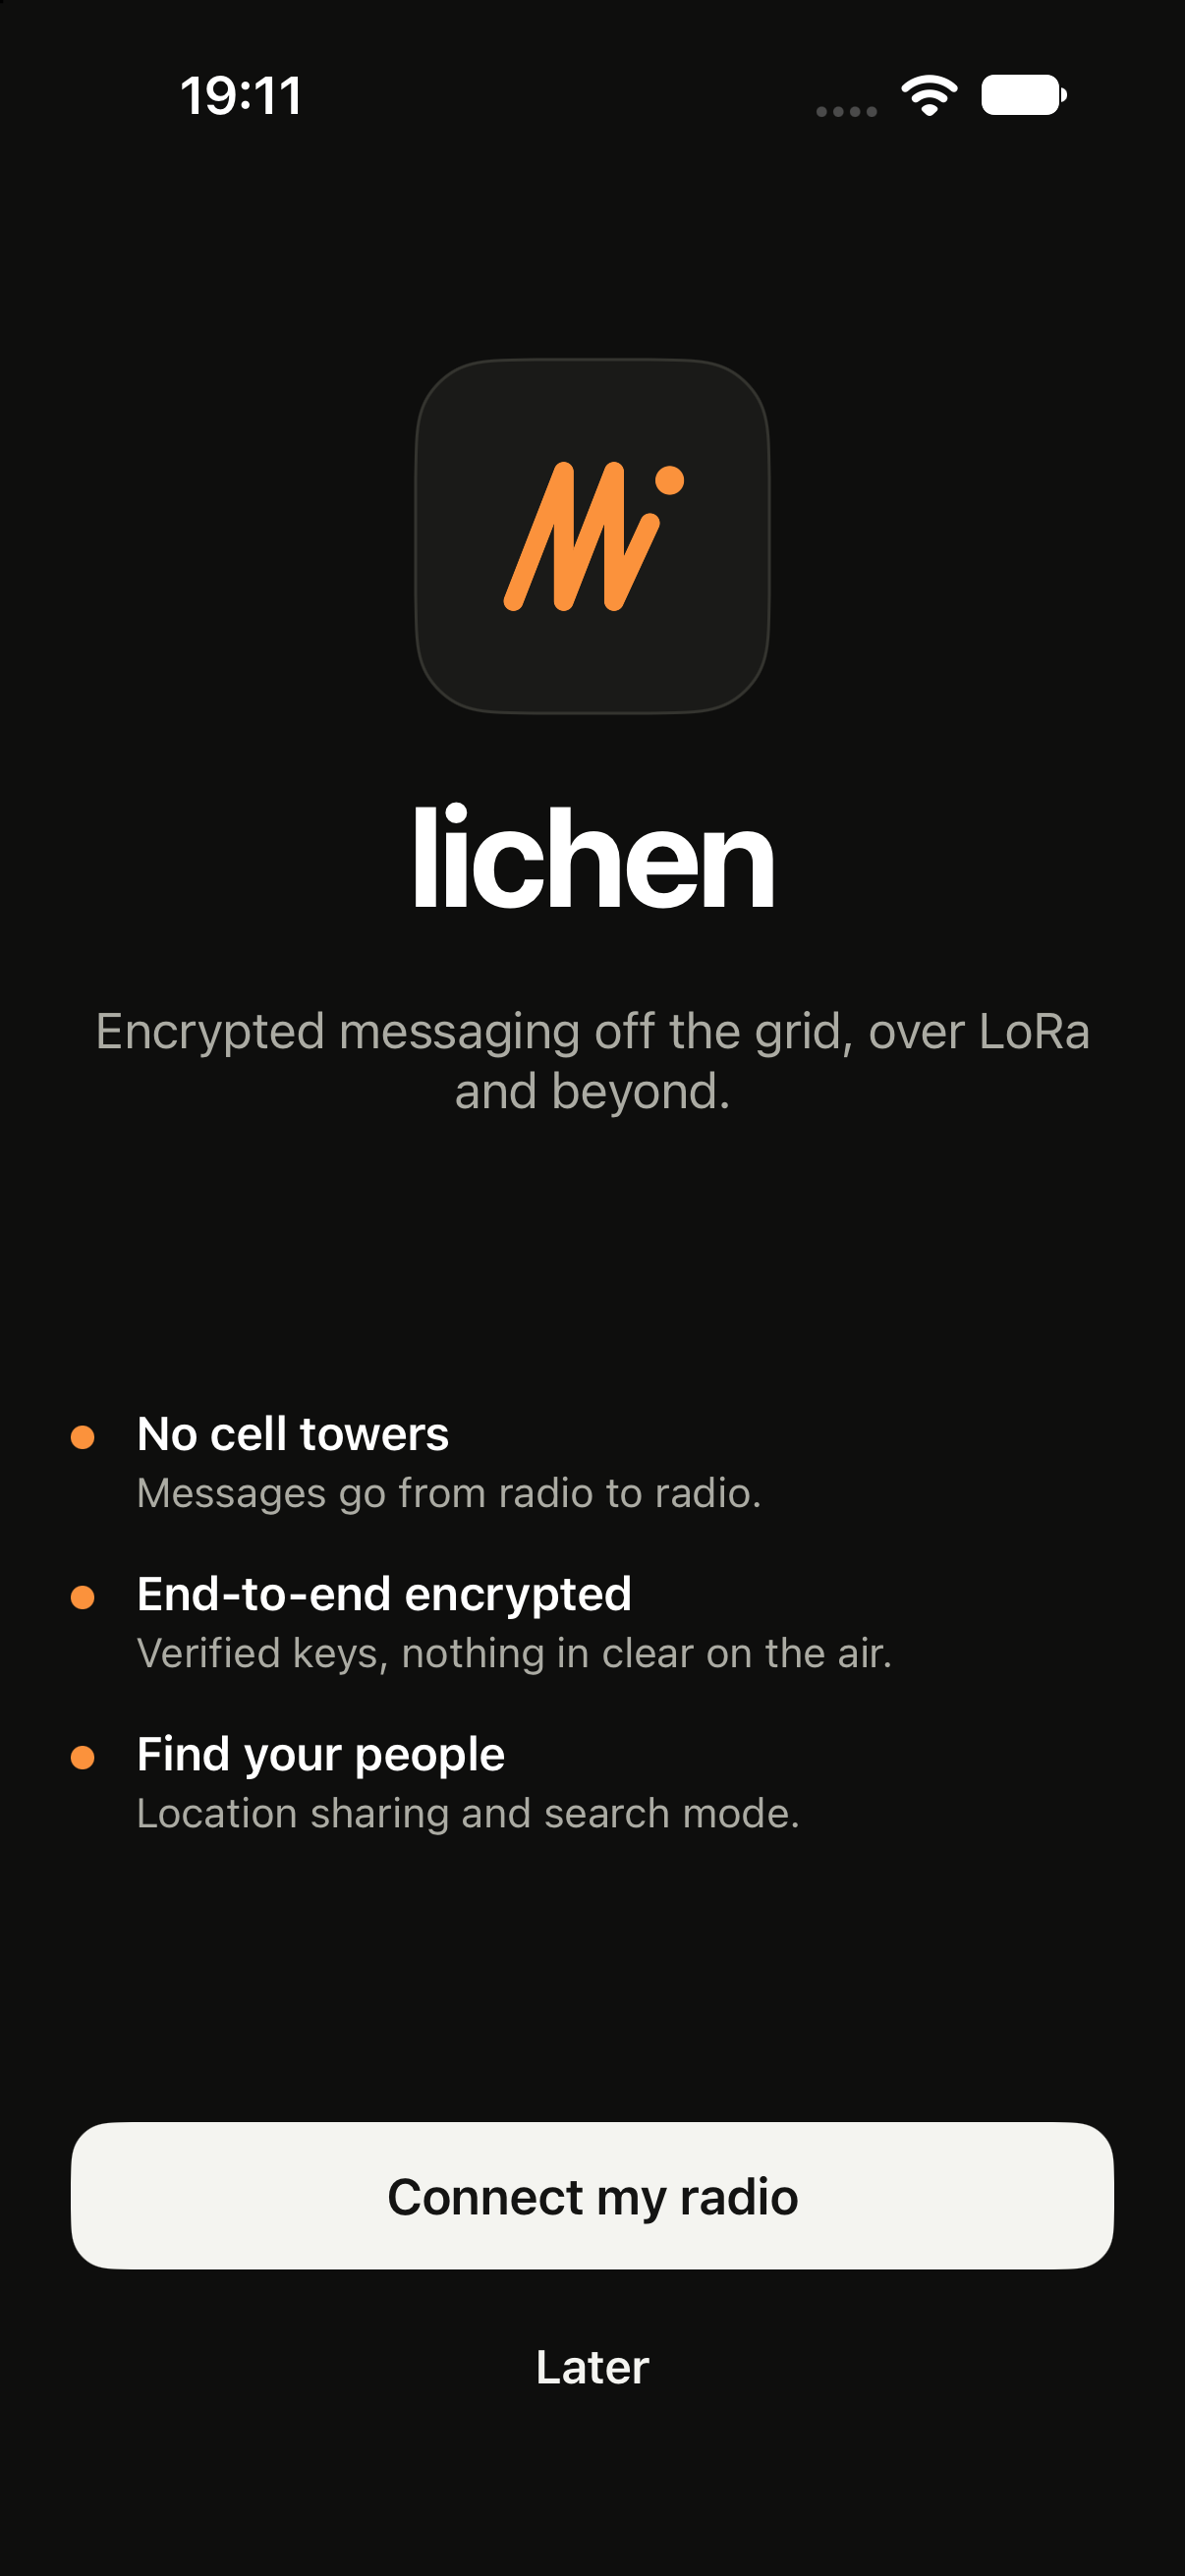 19:11
lichen
Encrypted messaging off the grid, over LoRa
and beyond.
No cell towers
Messages go from radio to radio.
End-to-end encrypted
Verified keys, nothing in clear on the air.
Find your people
Location sharing and search mode.
Connect my radio
Later